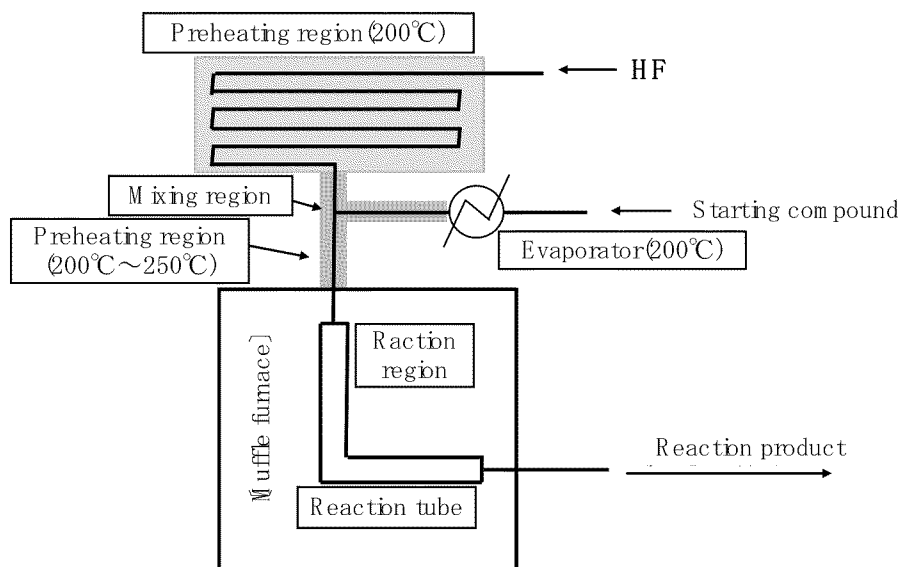 Preheating region (200℃)
HF
Mixing region
Starting compound
Preheating region
(200℃～250℃)
Evaporator(200℃)
Muffle furnace
Raction
region
Reaction product
Reaction tube